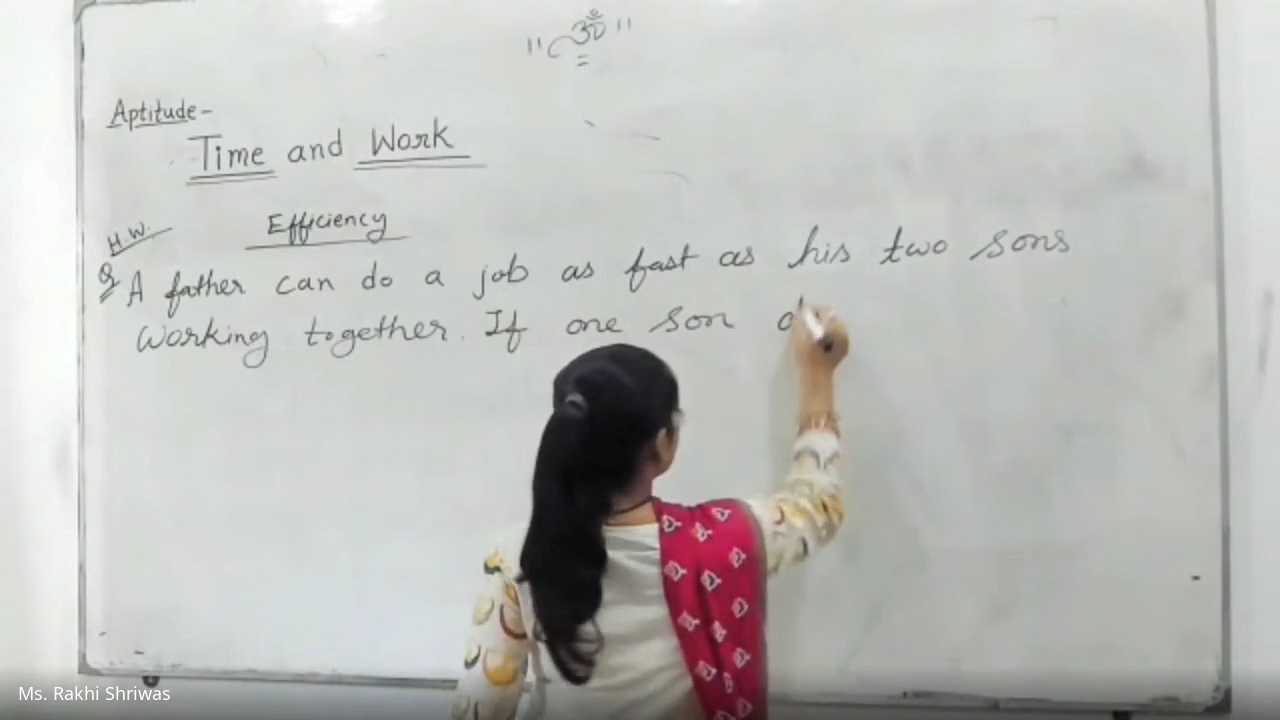 "ॐ"
Aptitude-
Time and Work
H.W. Efficiency
Q A father can do a job as fast as his two sons
working together. If one son
Ms. Rakhi Shriwas